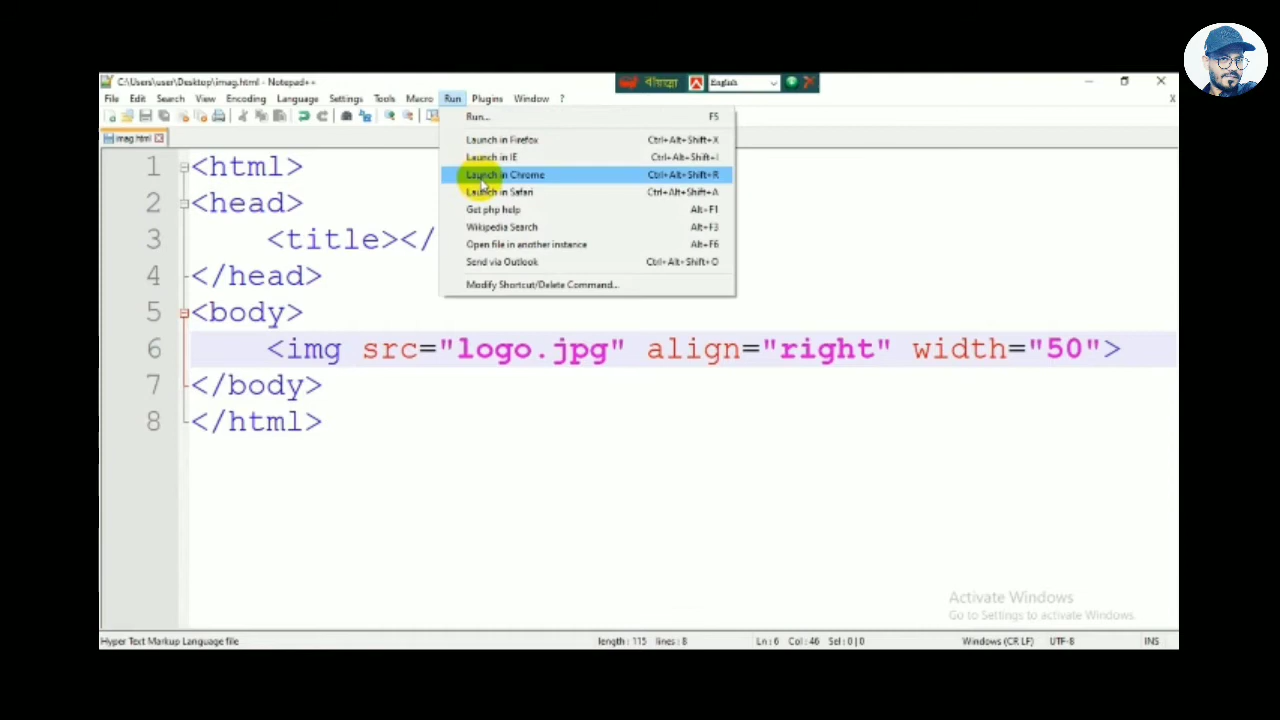 C:\Users\user\Desktop\imag.html - Notepad++
English
File Edit Search View Encoding Language Settings Tools Macro Run Plugins Window ? X
imag.html
Run... F5
Launch in Firefox Ctrl+Alt+Shift+X
Launch in IE Ctrl+Alt+Shift+I
Launch in Chrome Ctrl+Alt+Shift+R
Launch in Safari Ctrl+Alt+Shift+A
Get php help Alt+F1
Wikipedia Search Alt+F3
Open file in another instance Alt+F6
Send via Outlook Ctrl+Alt+Shift+O
Modify Shortcut/Delete Command...
1 <html>
2 <head>
3 <title></
4 </head>
5 <body>
6 <img src="logo.jpg" align="right" width="50">
7 </body>
8 </html>
Activate Windows
Go to Settings to activate Windows.
Hyper Text Markup Language file length : 115 lines : 8 Ln : 6 Col : 46 Sel : 0 | 0 Windows (CR LF) UTF-8 INS